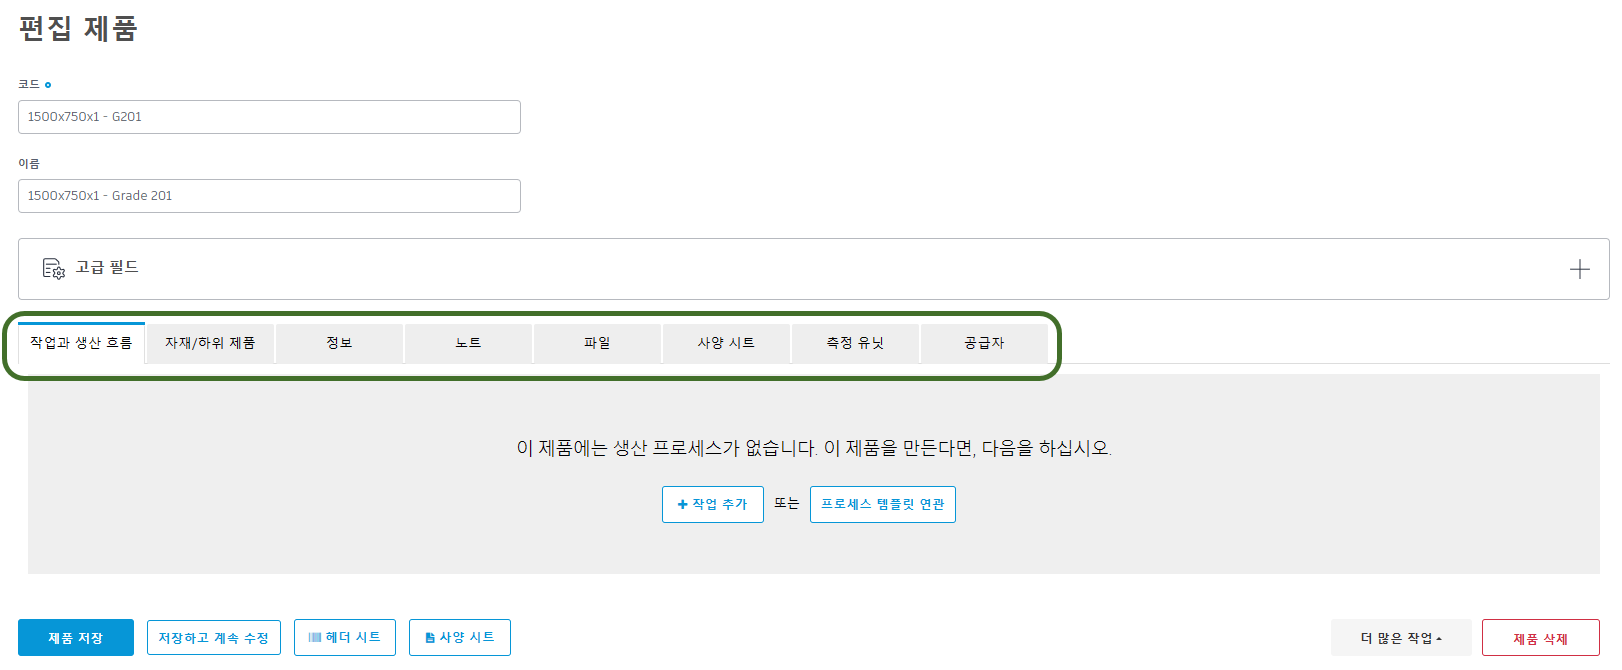 편집 제품
코드
1500x750x1 - G201
이름
1500x750x1 - Grade 201
고급 필드
작업과 생산 흐름 자재/하위 제품 정보 노트 파일 사양 시트 측정 유닛 공급자
이 제품에는 생산 프로세스가 없습니다. 이 제품을 만든다면, 다음을 하십시오.
작업 추가 또는 프로세스 템플릿 연관
제품 저장 저장하고 계속 수정 헤더 시트 사양 시트 더 많은 작업 제품 삭제